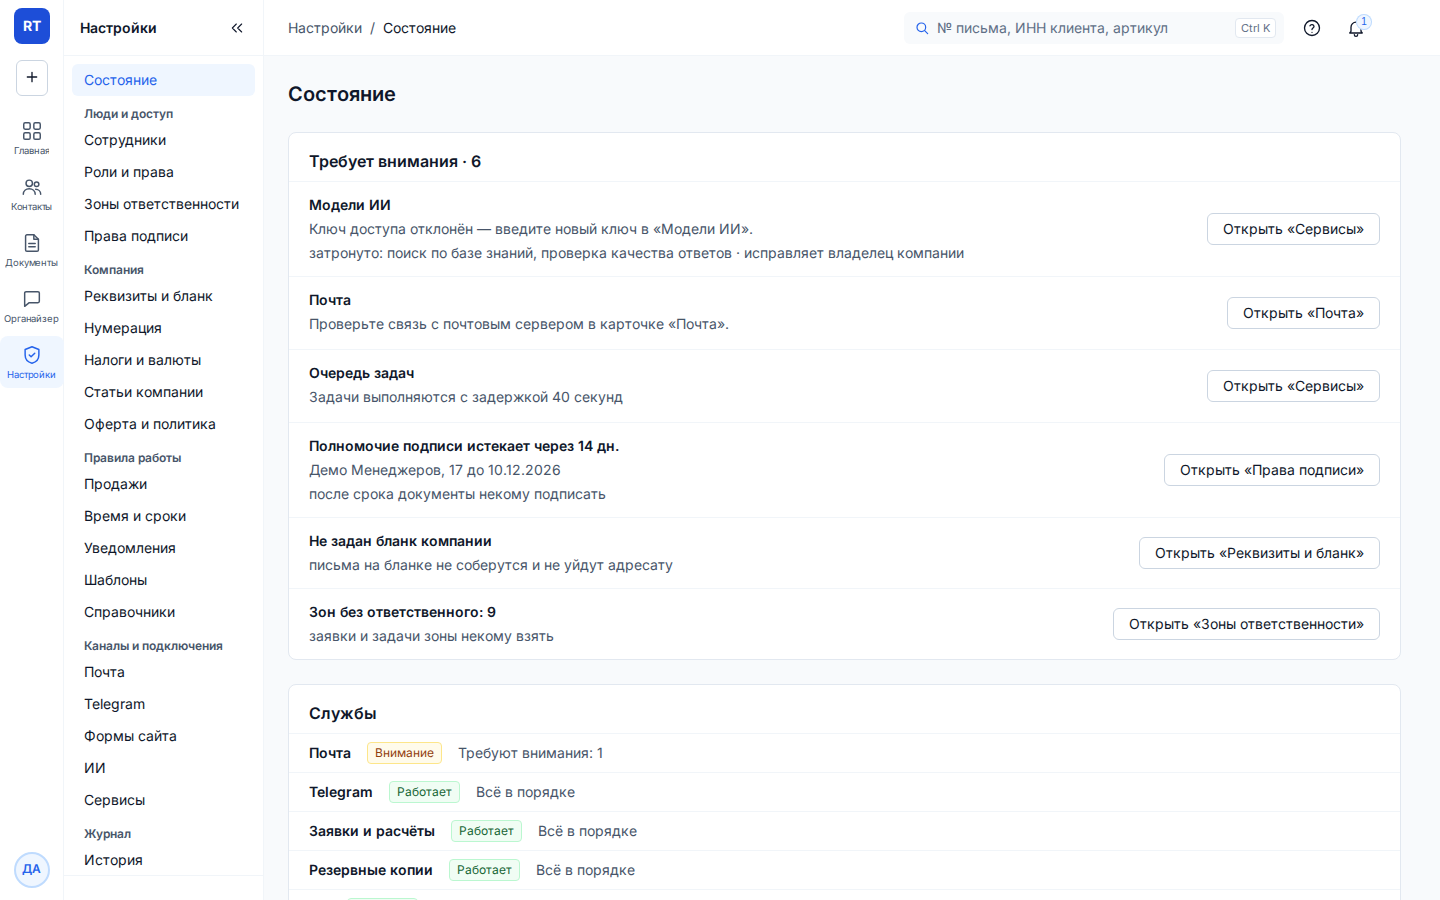 RT
Главная
Контакты
Документы
Органайзер
Настройки
ДА
Настройки
Состояние
Люди и доступ
Сотрудники
Роли и права
Зоны ответственности
Права подписи
Компания
Реквизиты и бланк
Нумерация
Налоги и валюты
Статьи компании
Оферта и политика
Правила работы
Продажи
Время и сроки
Уведомления
Шаблоны
Справочники
Каналы и подключения
Почта
Telegram
Формы сайта
ИИ
Сервисы
Журнал
История
Настройки / Состояние
№ письма, ИНН клиента, артикул Ctrl K
1
Состояние
Требует внимания · 6
Модели ИИ
Ключ доступа отклонён — введите новый ключ в «Модели ИИ».
затронуто: поиск по базе знаний, проверка качества ответов · исправляет владелец компании
Открыть «Сервисы»
Почта
Проверьте связь с почтовым сервером в карточке «Почта».
Открыть «Почта»
Очередь задач
Задачи выполняются с задержкой 40 секунд
Открыть «Сервисы»
Полномочие подписи истекает через 14 дн.
Демо Менеджеров, 17 до 10.12.2026
после срока документы некому подписать
Открыть «Права подписи»
Не задан бланк компании
письма на бланке не соберутся и не уйдут адресату
Открыть «Реквизиты и бланк»
Зон без ответственного: 9
заявки и задачи зоны некому взять
Открыть «Зоны ответственности»
Службы
Почта Внимание Требуют внимания: 1
Telegram Работает Всё в порядке
Заявки и расчёты Работает Всё в порядке
Резервные копии Работает Всё в порядке